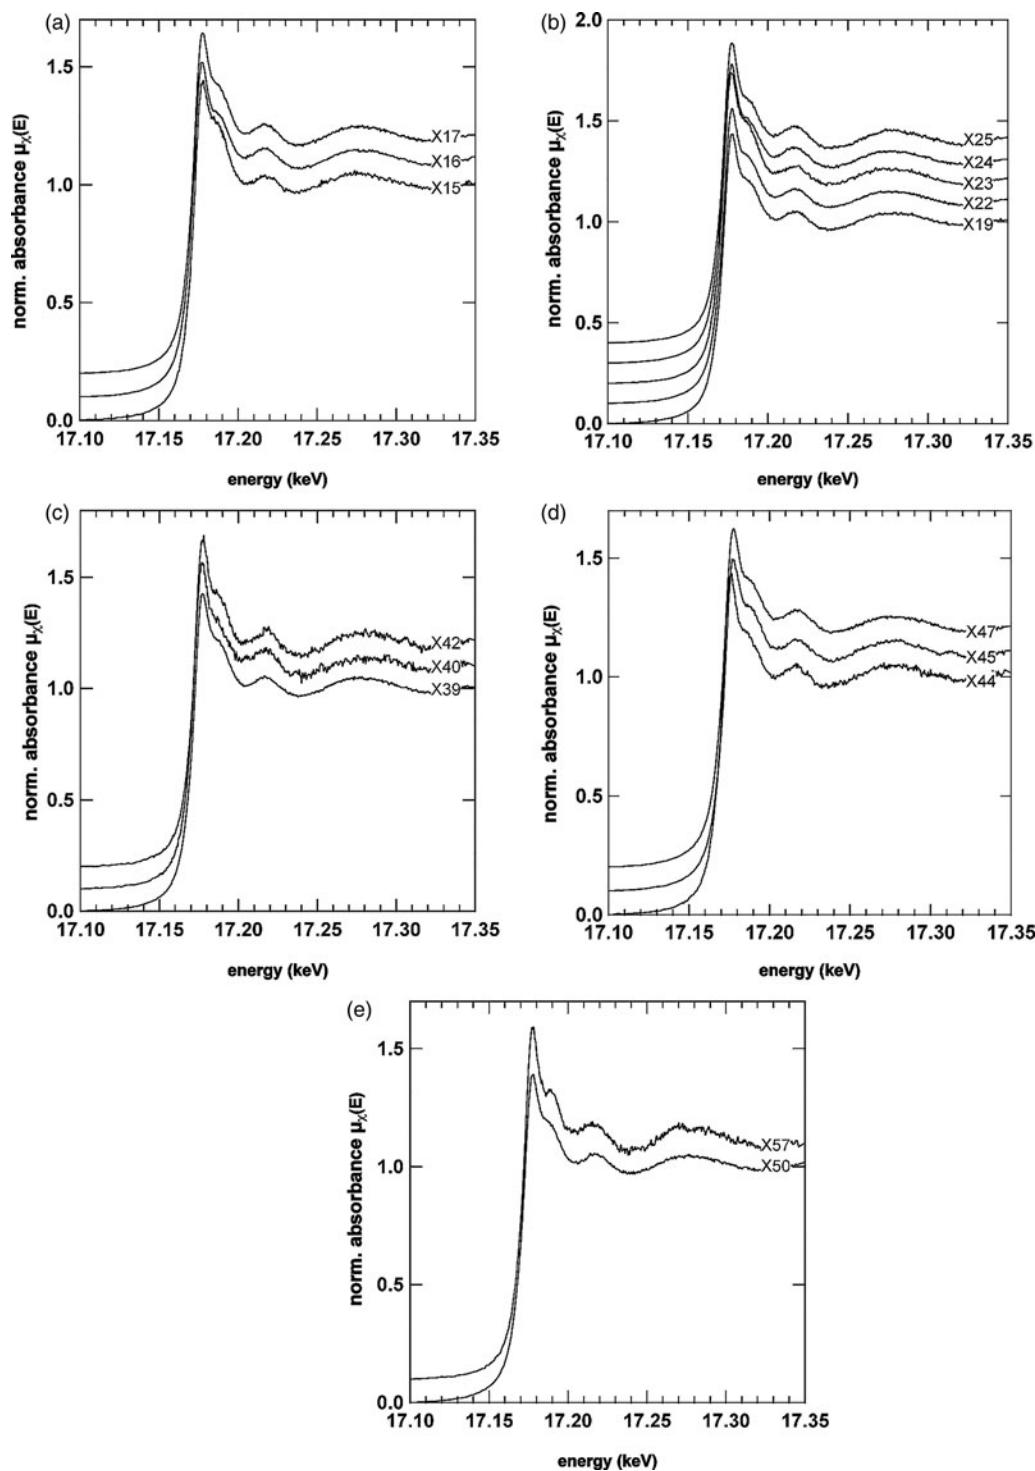 (a)
norm. absorbance μχ(E)
1.5
1.0
0.5
0.0
X17
X16
X15
17.10 17.15 17.20 17.25 17.30 17.35
energy (keV)
(b)
norm. absorbance μχ(E)
2.0
1.5
1.0
0.5
0.0
X25
X24
X23
X22
X19
17.10 17.15 17.20 17.25 17.30 17.35
energy (keV)
(c)
norm. absorbance μχ(E)
1.5
1.0
0.5
0.0
X42
X40
X39
17.10 17.15 17.20 17.25 17.30 17.35
energy (keV)
(d)
norm. absorbance μχ(E)
1.5
1.0
0.5
0.0
X47
X45
X44
17.10 17.15 17.20 17.25 17.30 17.35
energy (keV)
(e)
norm. absorbance μχ(E)
1.5
1.0
0.5
0.0
X57
X50
17.10 17.15 17.20 17.25 17.30 17.35
energy (keV)